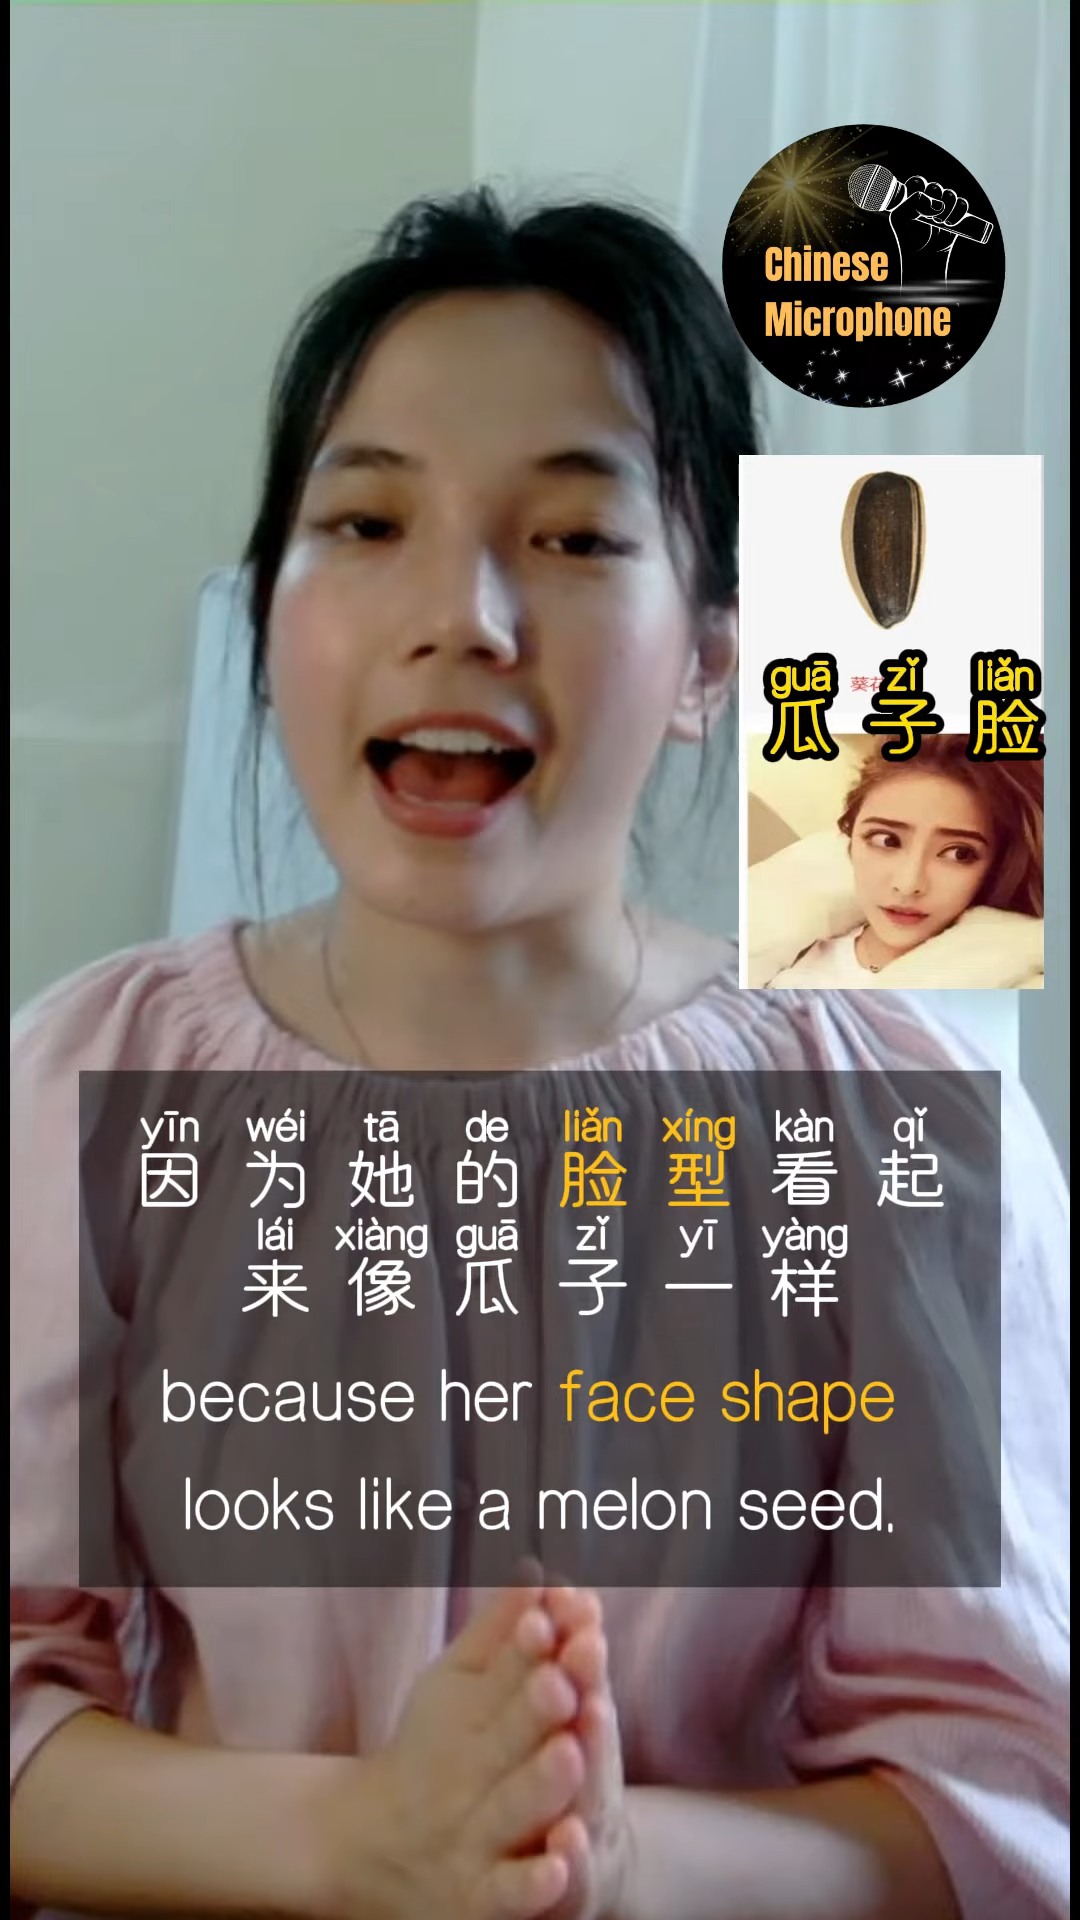 Chinese
Microphone
guā zǐ liǎn
瓜子脸
yīn wéi tā de liǎn xíng kàn qǐ
因为她的脸型看起
lái xiàng guā zǐ yī yàng
来像瓜子一样
because her face shape
looks like a melon seed.